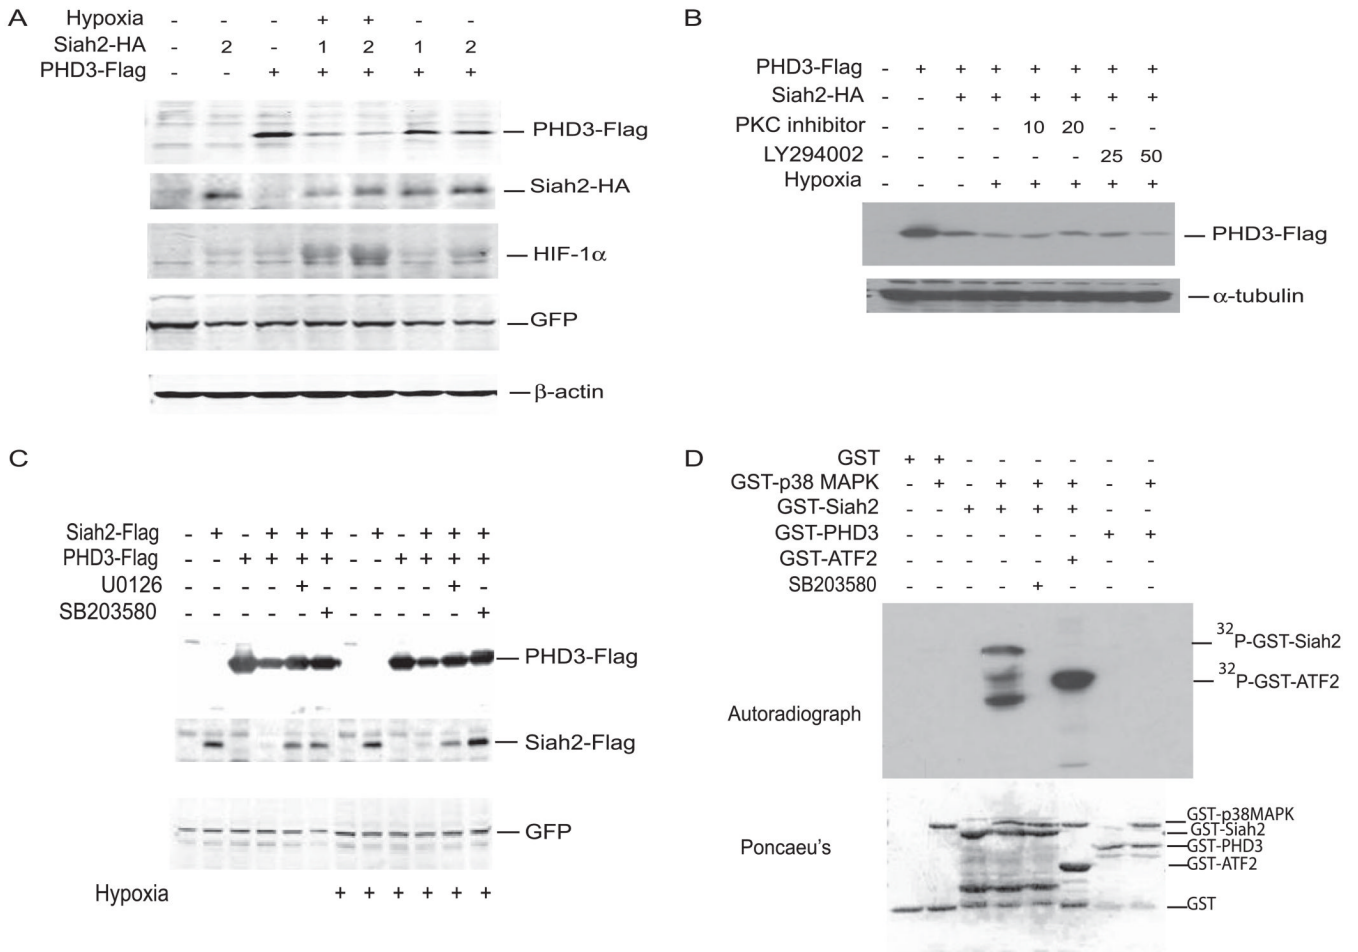 A
Hypoxia - - - + + - -
Siah2-HA - 2 - 1 2 1 2
PHD3-Flag - - + + + + +
PHD3-Flag
Siah2-HA
HIF-1α
GFP
β-actin
B
PHD3-Flag - + + + + + + +
Siah2-HA - - + + + + + +
PKC inhibitor - - - - 10 20 - -
LY294002 - - - - - - 25 50
Hypoxia - - - + + + + +
PHD3-Flag
α-tubulin
C
Siah2-Flag - + - + + + - + - + + +
PHD3-Flag - - + + + + - - + + + +
U0126 - - - - + - - - - - + -
SB203580 - - - - - + - - - - - +
PHD3-Flag
Siah2-Flag
GFP
Hypoxia + + + + + +
D
GST + + - - - - - -
GST-p38 MAPK - + - + + + - +
GST-Siah2 - - + + + + - -
GST-PHD3 - - - - - - + +
GST-ATF2 - - - - - + - -
SB203580 - - - - + - - -
32P-GST-Siah2
32P-GST-ATF2
Autoradiograph
Poncaeu's
GST-p38MAPK
GST-Siah2
GST-PHD3
GST-ATF2
GST